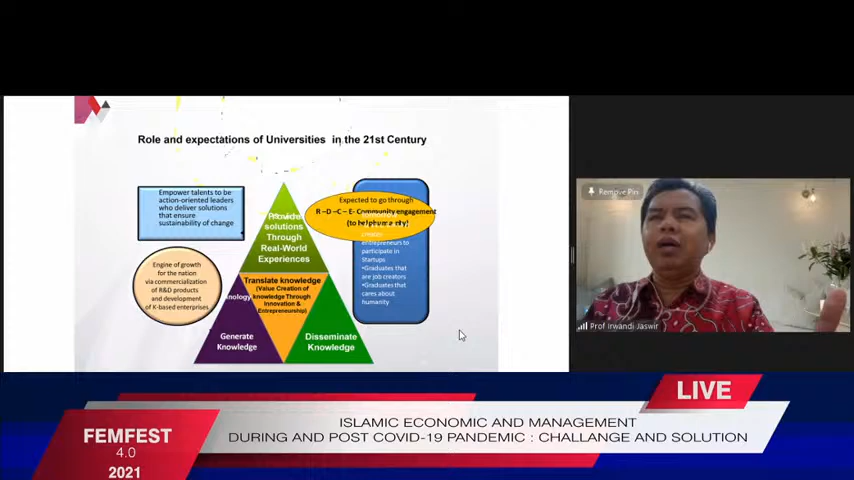 Role and expectations of Universities in the 21st Century
Empower talents to be
action-oriented leaders
who deliver solutions
that ensure
sustainability of change
Engine of growth
for the nation
via commercialization
of R&D products
and development
of K-based enterprises
Provide
solutions
Through
Real-World
Experiences
Translate knowledge
(Value Creation of
knowledge Through
Innovation &
Entrepreneurship)
Generate
Knowledge
Disseminate
Knowledge
Expected to go through
R –D –C – E- Community engagement
entrepreneurs to
participate in
Startups
•Graduates that
are job creators
•Graduates that
cares about
humanity
Remove Pin
Prof Irwandi Jaswir
LIVE
FEMFEST
4.0
2021
ISLAMIC ECONOMIC AND MANAGEMENT
DURING AND POST COVID-19 PANDEMIC : CHALLANGE AND SOLUTION